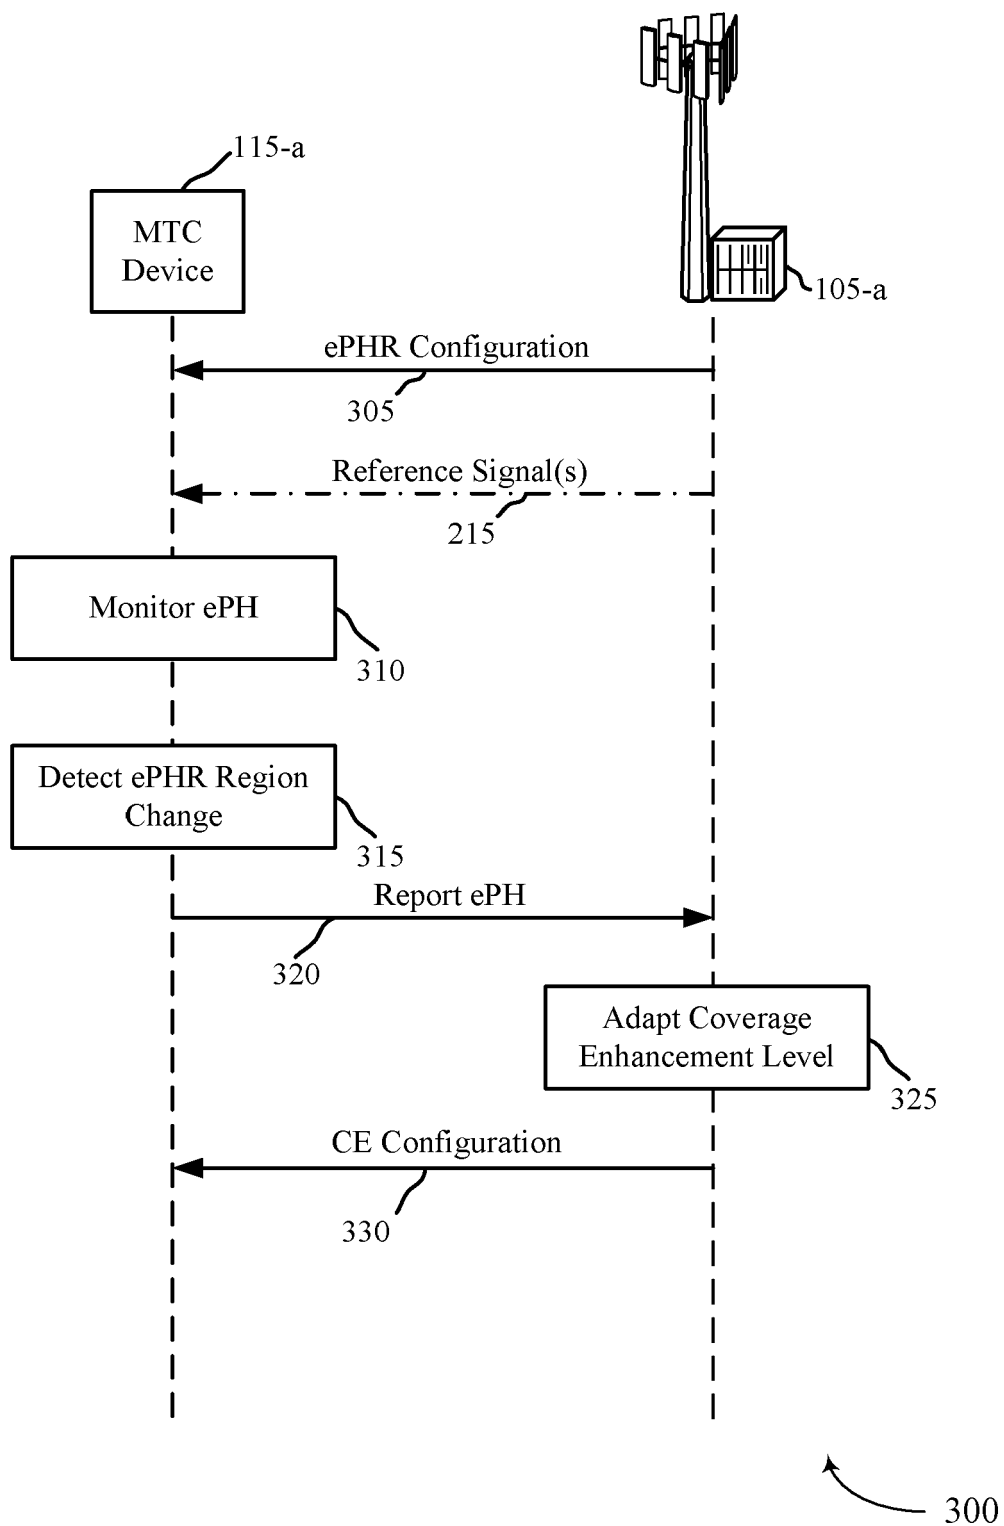 115-a
MTC
Device
105-a
ePHR Configuration
305
Reference Signal(s)
215
Monitor ePH
310
Detect ePHR Region
Change
315
Report ePH
320
Adapt Coverage
Enhancement Level
325
CE Configuration
330
300